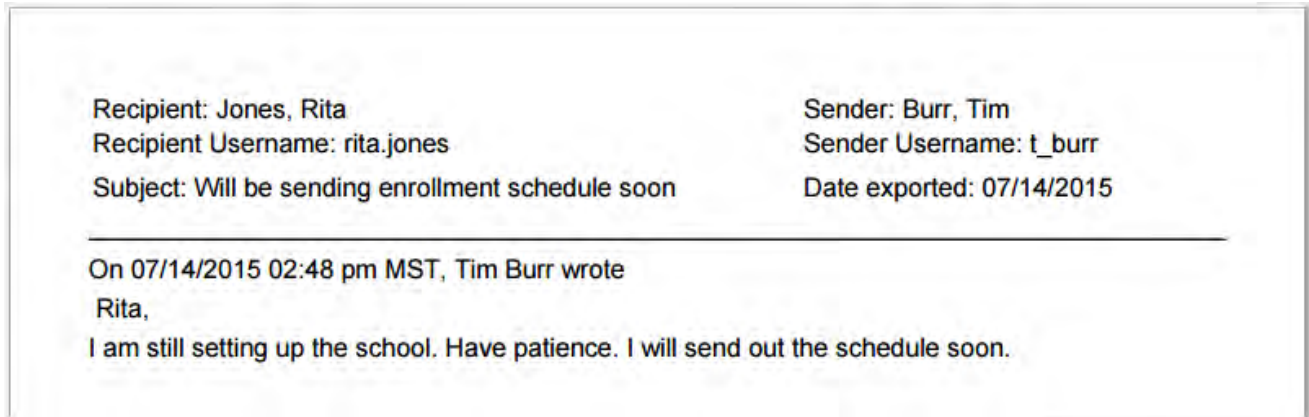 Recipient: Jones, Rita
Sender: Burr, Tim
Recipient Username: rita.jones
Sender Username: t_burr
Subject: Will be sending enrollment schedule soon
Date exported: 07/14/2015
On 07/14/2015 02:48 pm MST, Tim Burr wrote
Rita,
I am still setting up the school. Have patience. I will send out the schedule soon.